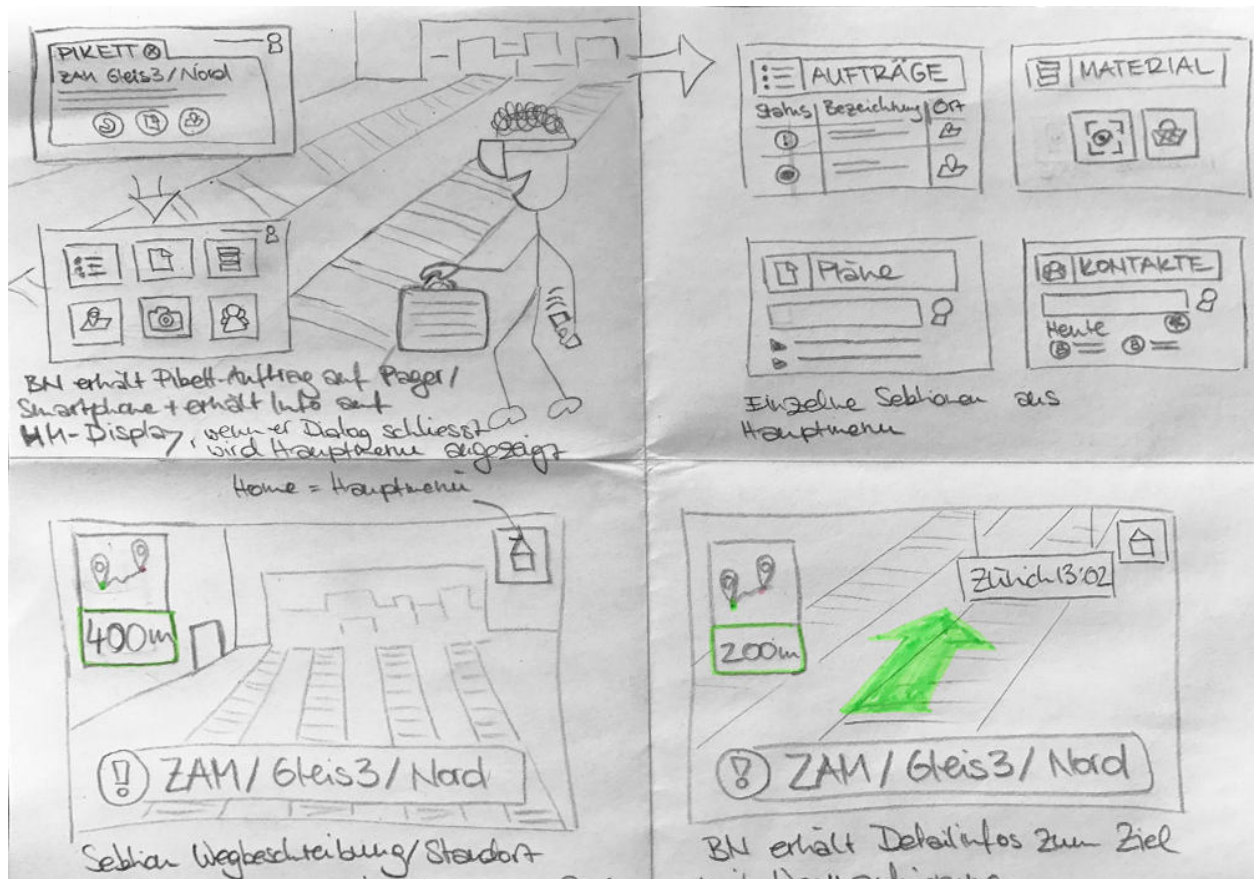 PIKETT
ZAM Gleis3/Nord
BN erhält Pikett-Auftrag auf Pager/
Smartphone + erhält Info auf
HM-Display, wenn er Dialog schliesst
wird Hauptmenu angezeigt
AUFTRÄGE
Status Bezeichnung Ort
MATERIAL
Pläne
KONTAKTE
Heute
Einzelne Sektionen aus
Hauptmenu
Home = Hauptmenü
400m
! ZAM/Gleis3/Nord
Sektion Wegbeschreibung/Standort
Zürich 13:02
200m
! ZAM/Gleis3/Nord
BN erhält Detailinfos zum Ziel